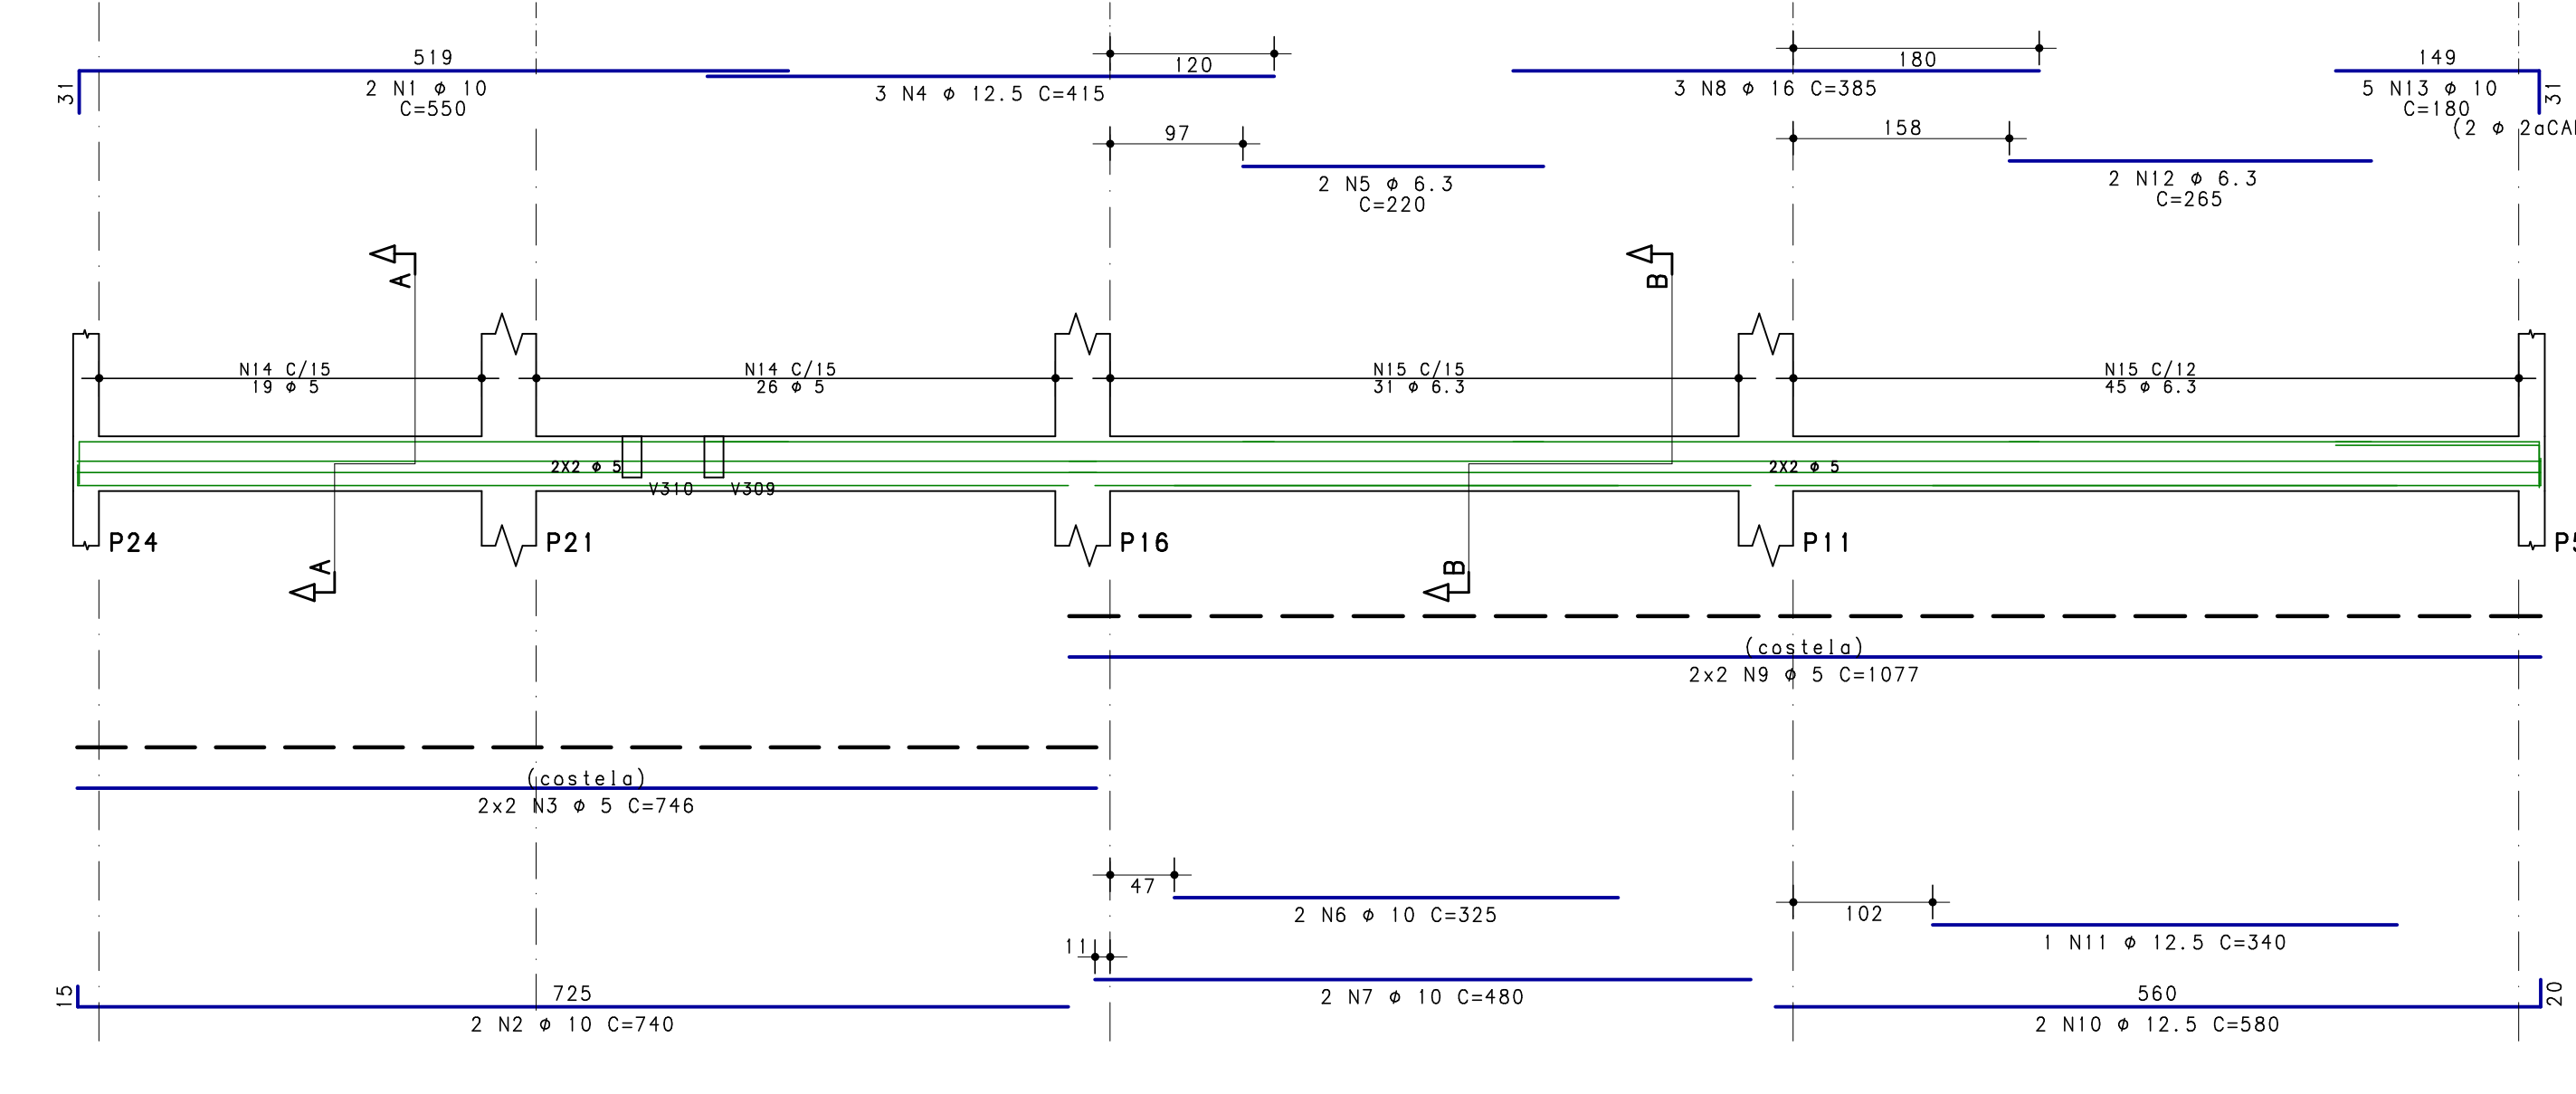 519
31
2 N1 ø 10
C=550
120
3 N4 ø 12.5 C=415
180
3 N8 ø 16 C=385
149
31
5 N13 ø 10
C=180
(2 ø 2aCA
97
2 N5 ø 6.3
C=220
158
2 N12 ø 6.3
C=265
A
B
N14 C/15
19 ø 5
N14 C/15
26 ø 5
N15 C/15
31 ø 6.3
N15 C/12
45 ø 6.3
2X2 ø 5
2X2 ø 5
V310
V309
P24
P21
P16
P11
P5
A
B
(costela)
2x2 N9 ø 5 C=1077
(costela)
2x2 N3 ø 5 C=746
47
2 N6 ø 10 C=325
102
1 N11 ø 12.5 C=340
11
2 N7 ø 10 C=480
15
725
2 N2 ø 10 C=740
560
20
2 N10 ø 12.5 C=580